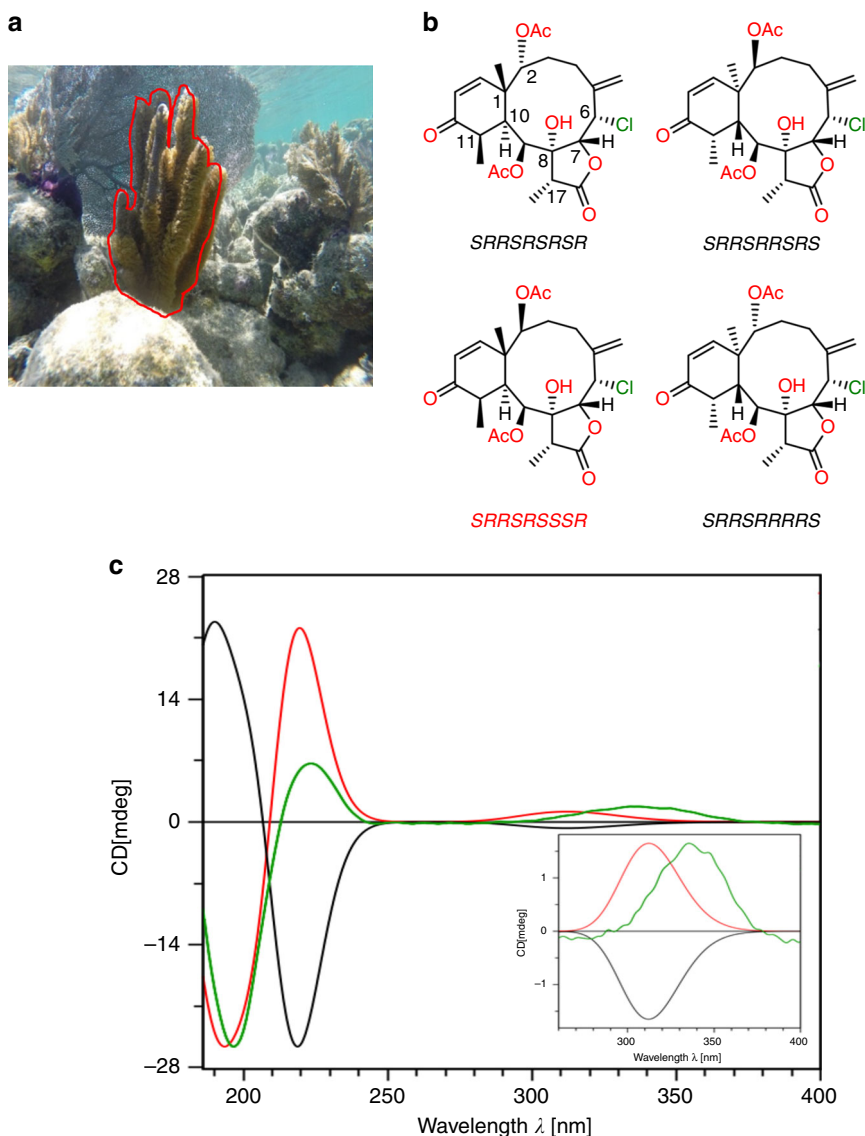 a
b
OAc
2
1
10
6
Cl
O
11
H
OH
8
7
H
AcO
O
17
O
SRRSRSRSR
OAc
Cl
O
H
OH
H
AcO
O
O
SRRSRRSRS
OAc
Cl
O
H
OH
H
AcO
O
O
SRRSRSSSR
OAc
Cl
O
H
OH
H
AcO
O
O
SRRSRRRRS
c
28
14
0
−14
−28
CD[mdeg]
200
250
300
350
400
Wavelength λ [nm]
1
0
−1
CD[mdeg]
300
350
400
Wavelength λ [nm]